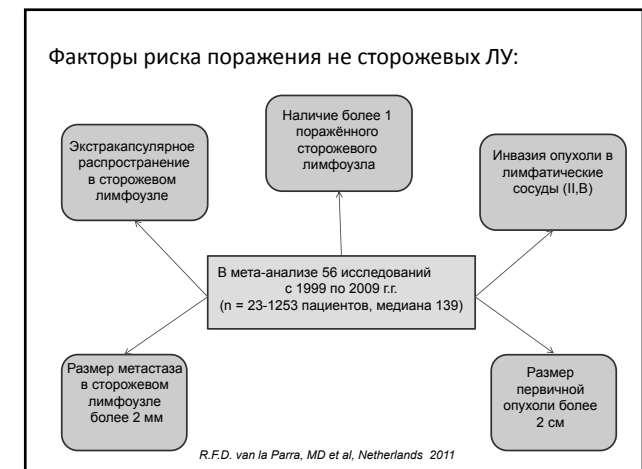 Факторы риска поражения не сторожевых ЛУ:
Экстракапсулярное
распространение
в сторожевом
лимфоузле
Наличие более 1
поражённого
сторожевого
лимфоузла
Инвазия опухоли в
лимфатические
сосуды (II,B)
В мета-анализе 56 исследований
с 1999 по 2009 г.г.
(n = 23-1253 пациентов, медиана 139)
Размер метастаза
в сторожевом
лимфоузле
более 2 мм
Размер
первичной
опухоли более
2 см
R.F.D. van la Parra, MD et al, Netherlands 2011